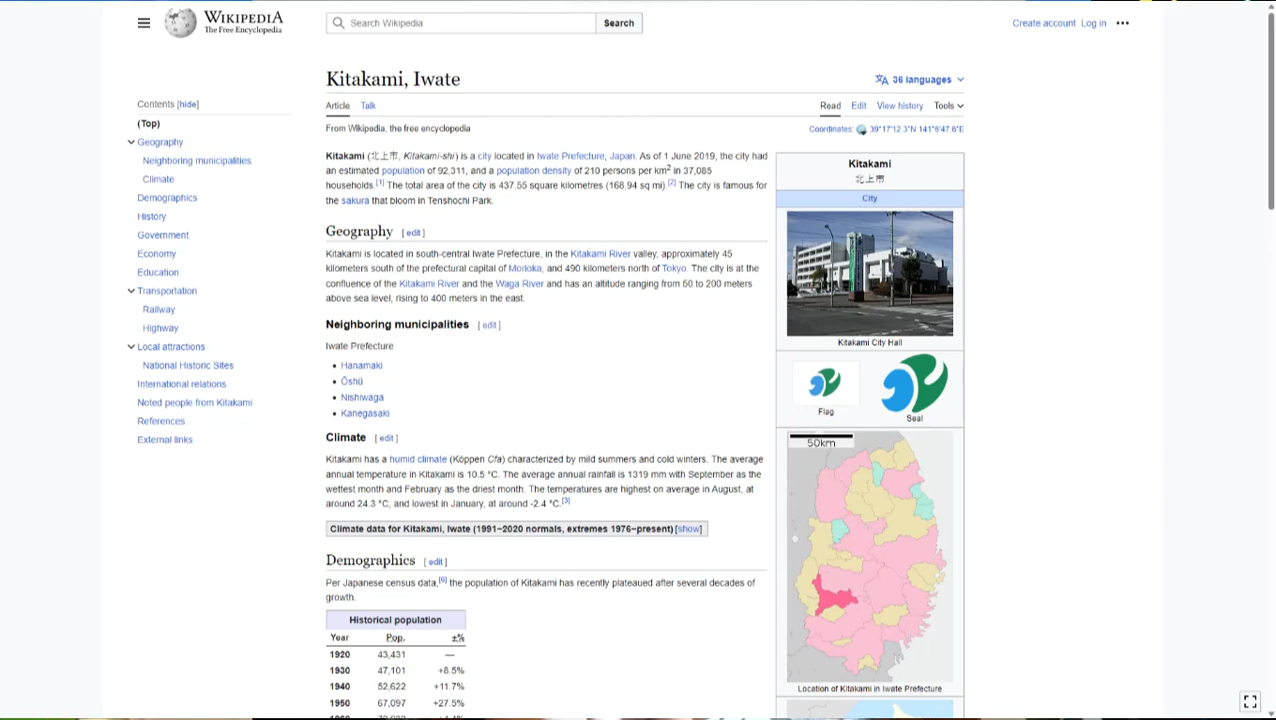 WIKIPEDIA
The Free Encyclopedia
Search Wikipedia
Search
Create account Log in
Kitakami, Iwate
36 languages
Contents [hide]
(Top)
Geography
Neighboring municipalities
Climate
Demographics
History
Government
Economy
Education
Transportation
Railway
Highway
Local attractions
National Historic Sites
International relations
Noted people from Kitakami
References
External links
Article Talk
Read Edit View history Tools
From Wikipedia, the free encyclopedia
Coordinates: 39°17′12.3″N 141°6′47.6″E
Kitakami (北上市, Kitakami-shi) is a city located in Iwate Prefecture, Japan. As of 1 June 2019, the city had
an estimated population of 92,311, and a population density of 210 persons per km2 in 37,085
households.[1] The total area of the city is 437.55 square kilometres (168.94 sq mi).[2] The city is famous for
the sakura that bloom in Tenshochi Park.
Geography [ edit ]
Kitakami is located in south-central Iwate Prefecture, in the Kitakami River valley, approximately 45
kilometers south of the prefectural capital of Morioka, and 490 kilometers north of Tokyo. The city is at the
confluence of the Kitakami River and the Waga River and has an altitude ranging from 50 to 200 meters
above sea level, rising to 400 meters in the east.
Neighboring municipalities [ edit ]
Iwate Prefecture
Hanamaki
Ōshū
Nishiwaga
Kanegasaki
Climate [ edit ]
Kitakami has a humid climate (Köppen Cfa) characterized by mild summers and cold winters. The average
annual temperature in Kitakami is 10.5 °C. The average annual rainfall is 1319 mm with September as the
wettest month and February as the driest month. The temperatures are highest on average in August, at
around 24.3 °C, and lowest in January, at around -2.4 °C.[3]
Climate data for Kitakami, Iwate (1991−2020 normals, extremes 1976−present)[show]
Demographics [ edit ]
Per Japanese census data,[6] the population of Kitakami has recently plateaued after several decades of
growth.
Historical population
Year Pop. ±%
1920 43,431 —
1930 47,101 +8.5%
1940 52,622 +11.7%
1950 67,097 +27.5%
Kitakami
北上市
City
Kitakami City Hall
Flag
Seal
50km
Location of Kitakami in Iwate Prefecture